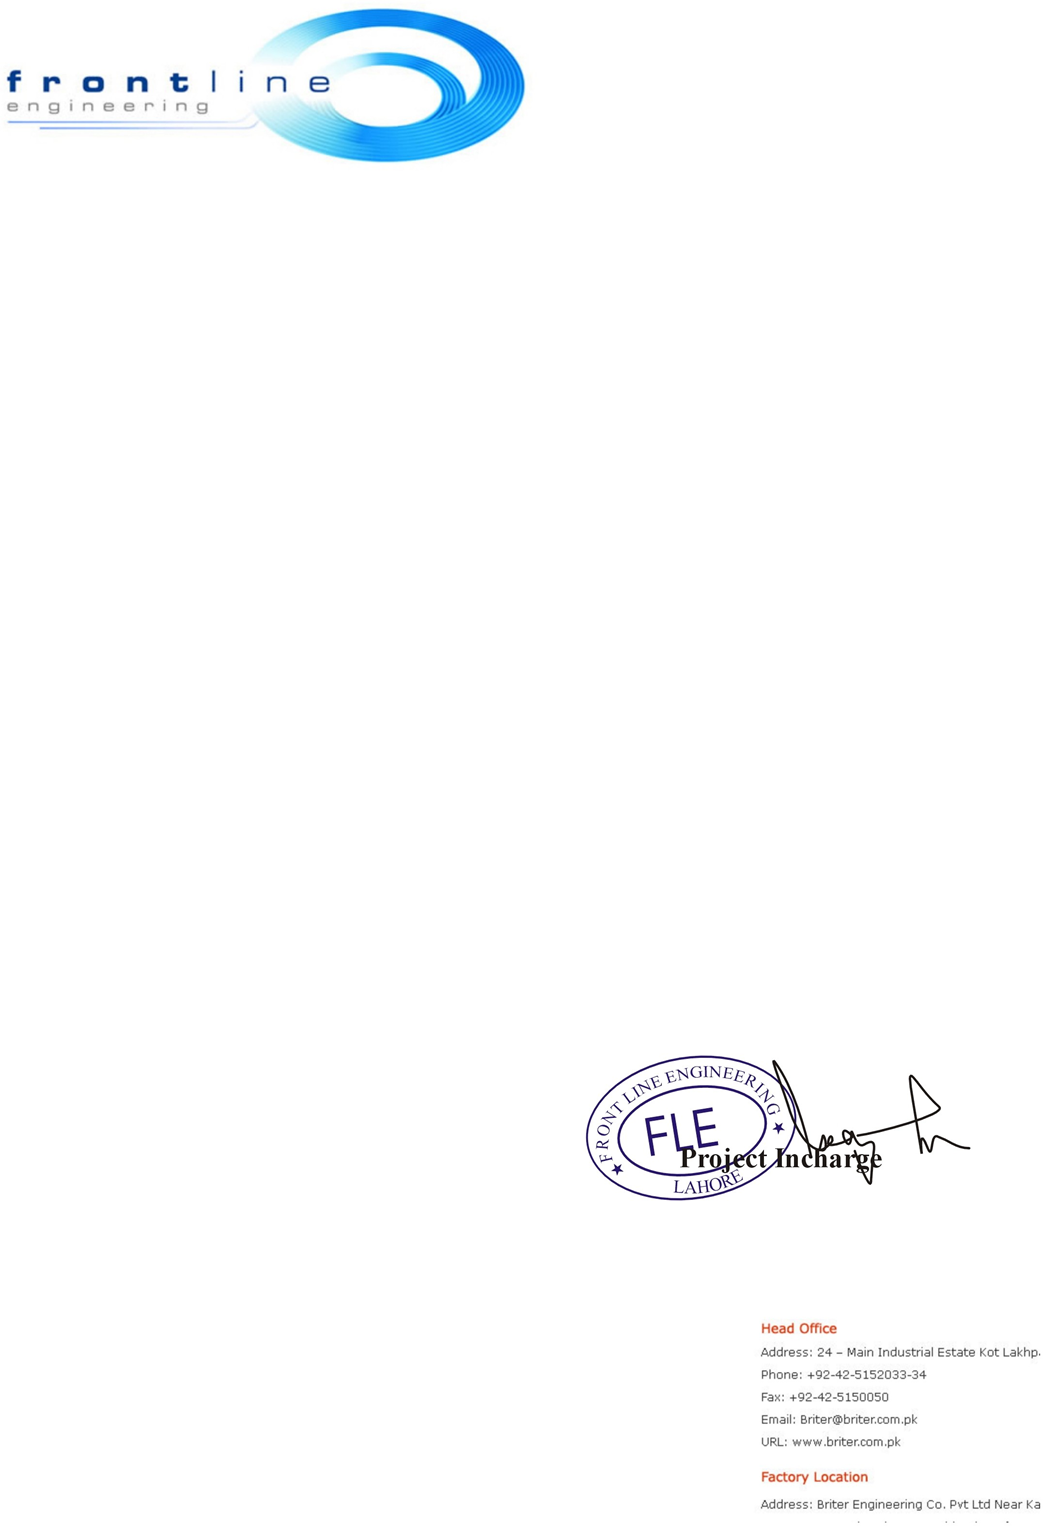 frontline
engineering
FRONT LINE ENGINEERING
FLE
LAHORE
Project Incharge
Head Office
Address: 24 – Main Industrial Estate Kot
Phone: +92-42-5152033-34
Fax: +92-42-5150050
Email: Briter@briter.com.pk
URL: www.briter.com.pk
Factory Location
Address: Briter Engineering Co. Pvt Ltd Near